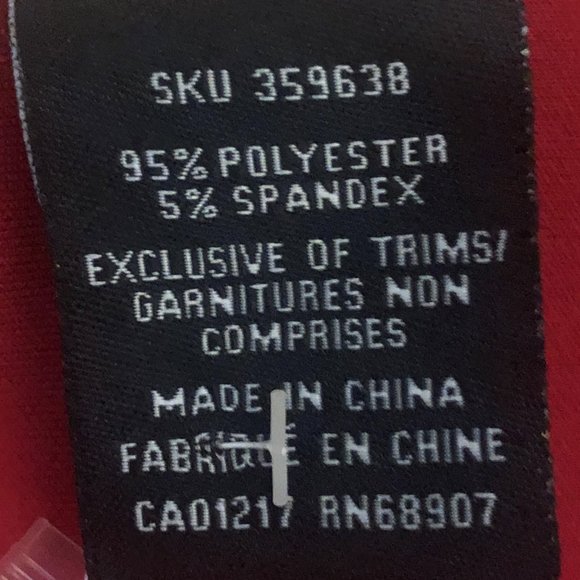 SKU 359638
95% POLYESTER
5% SPANDEX
EXCLUSIVE OF TRIMS/
GARNITURES NON
COMPRISES
MADE IN CHINA
FABRIQUÉ EN CHINE
CA01217 RN68907